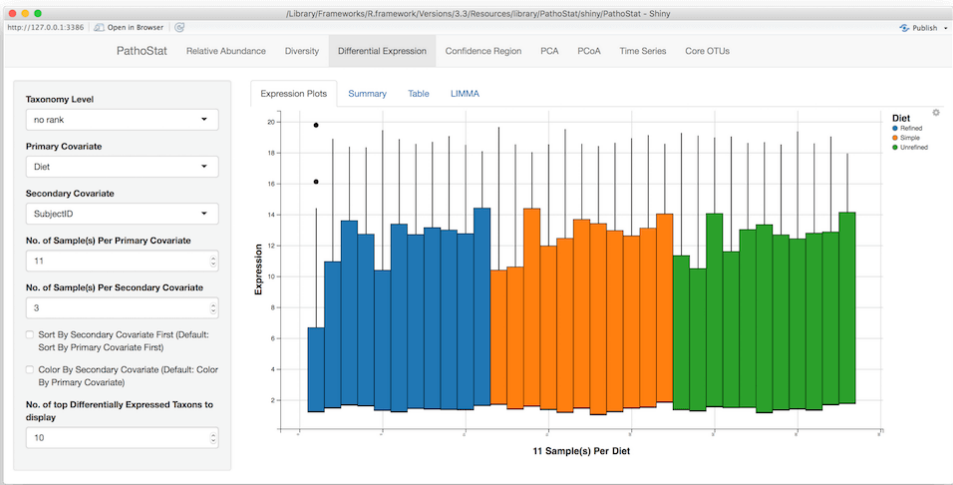 /Library/Frameworks/R.framework/Versions/3.3/Resources/library/PathoStat/shiny/PathoStat - Shiny
http://127.0.0.1:3386 Open in Browser Publish
PathoStat Relative Abundance Diversity Differential Expression Confidence Region PCA PCoA Time Series Core OTUs
Taxonomy Level
no rank
Primary Covariate
Diet
Secondary Covariate
SubjectID
No. of Sample(s) Per Primary Covariate
11
No. of Sample(s) Per Secondary Covariate
3
Sort By Secondary Covariate First (Default:
Sort By Primary Covariate First)
Color By Secondary Covariate (Default: Color
By Primary Covariate)
No. of top Differentially Expressed Taxons to
display
10
Expression Plots Summary Table LIMMA
20
18
16
14
12
10
8
6
4
2
Expression
11 Sample(s) Per Diet
Diet
Refined
Simple
Unrefined